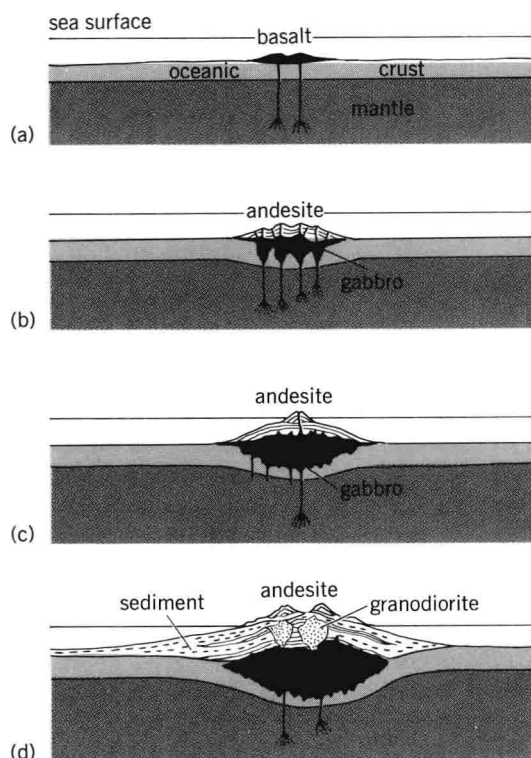 sea surface
basalt
oceanic crust
mantle
(a)
andesite
gabbro
(b)
andesite
gabbro
(c)
andesite
sediment
granodiorite
(d)